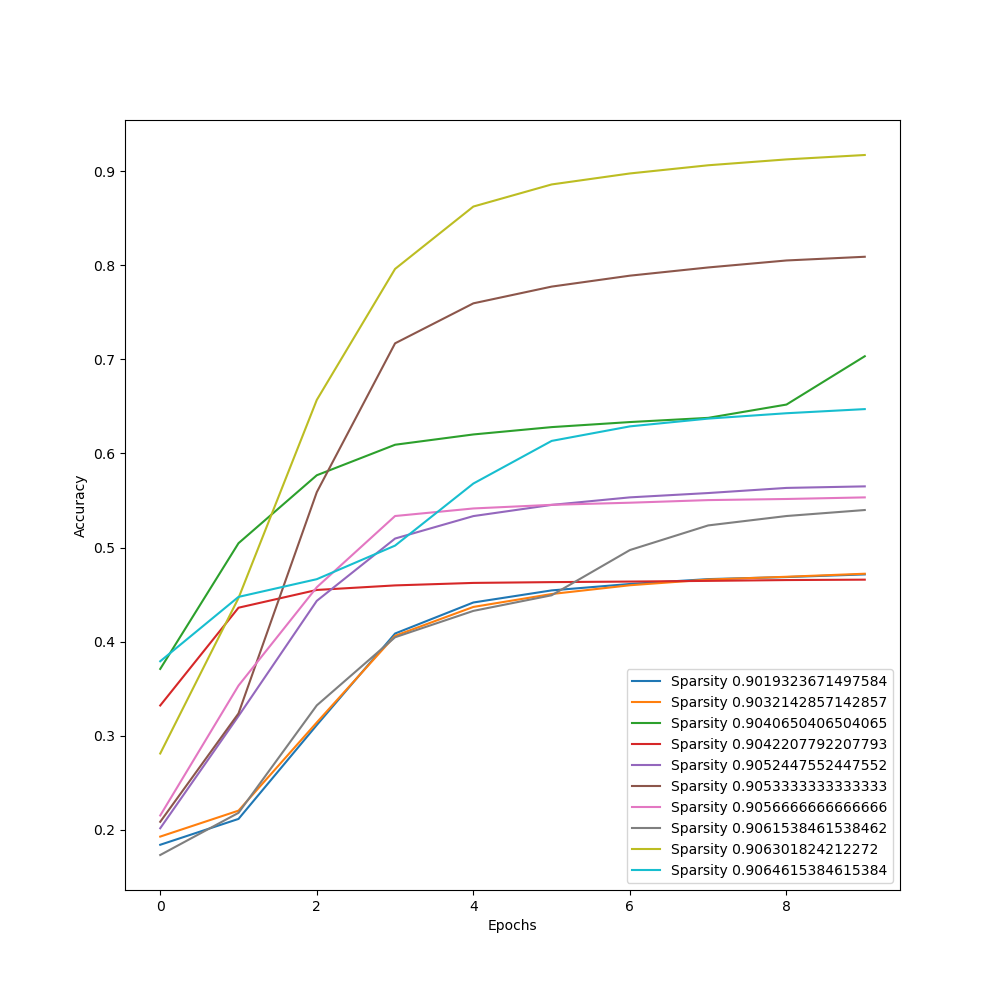 0.9
0.8
0.7
0.6
0.5
0.4
0.3
0.2
Accuracy
0
2
4
6
8
Epochs
Sparsity 0.9019323671497584
Sparsity 0.9032142857142857
Sparsity 0.9040650406504065
Sparsity 0.9042207792207793
Sparsity 0.9052447552447552
Sparsity 0.9053333333333333
Sparsity 0.9056666666666666
Sparsity 0.9061538461538462
Sparsity 0.906301824212272
Sparsity 0.9064615384615384